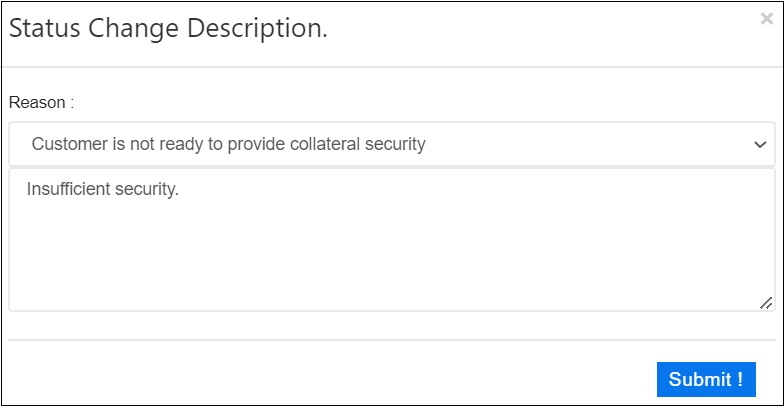 Status Change Description.
×
Reason :
Customer is not ready to provide collateral security
Insufficient security.
Submit !